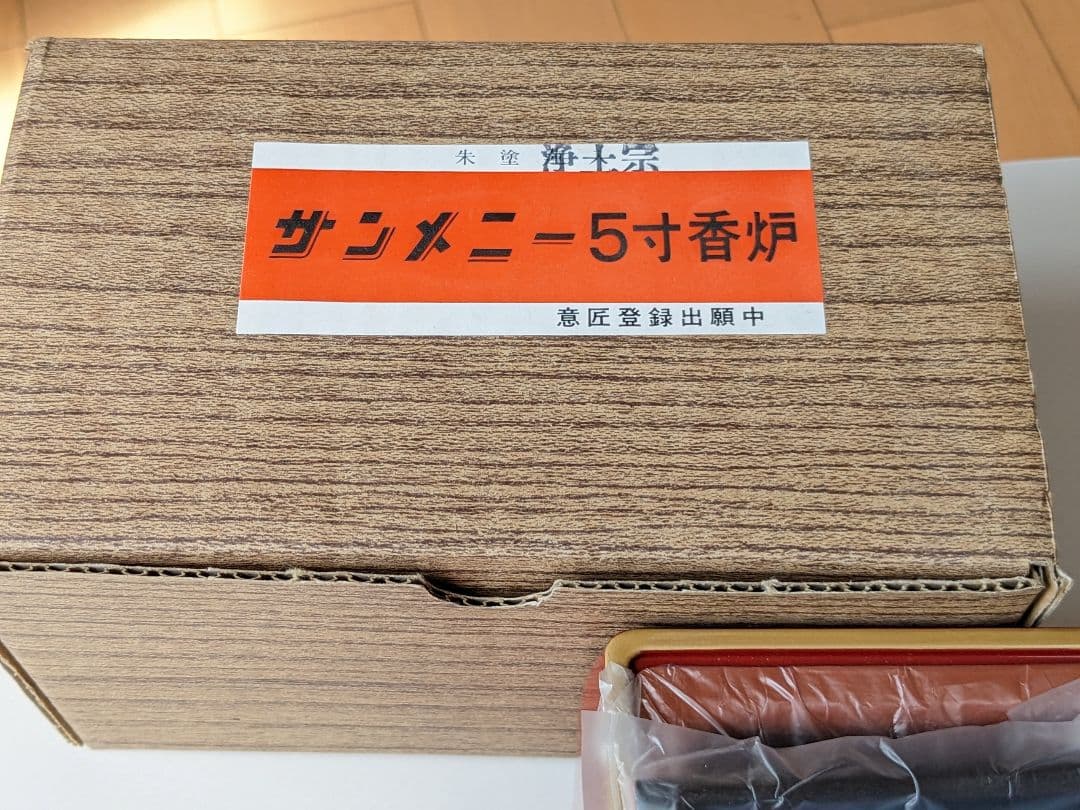 朱塗
浄土宗
サンメニー5寸香炉
意匠登録出願中